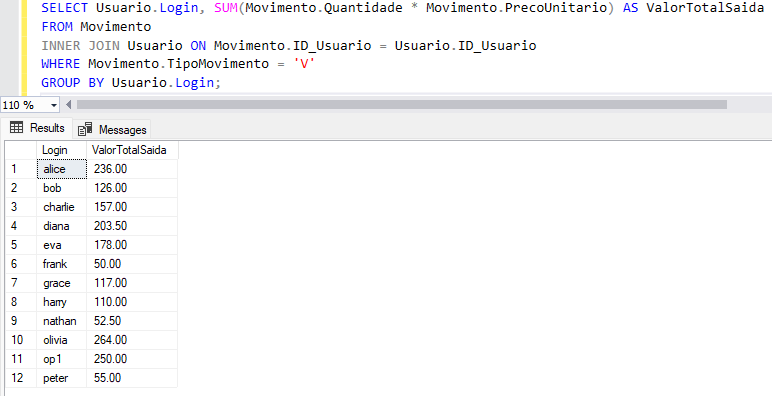 SELECT Usuario.Login, SUM(Movimento.Quantidade * Movimento.PrecoUnitario) AS ValorTotalSaida
FROM Movimento
INNER JOIN Usuario ON Movimento.ID_Usuario = Usuario.ID_Usuario
WHERE Movimento.TipoMovimento = 'V'
GROUP BY Usuario.Login;
110 %
Results Messages
Login ValorTotalSaida
1 alice 236.00
2 bob 126.00
3 charlie 157.00
4 diana 203.50
5 eva 178.00
6 frank 50.00
7 grace 117.00
8 harry 110.00
9 nathan 52.50
10 olivia 264.00
11 op1 250.00
12 peter 55.00